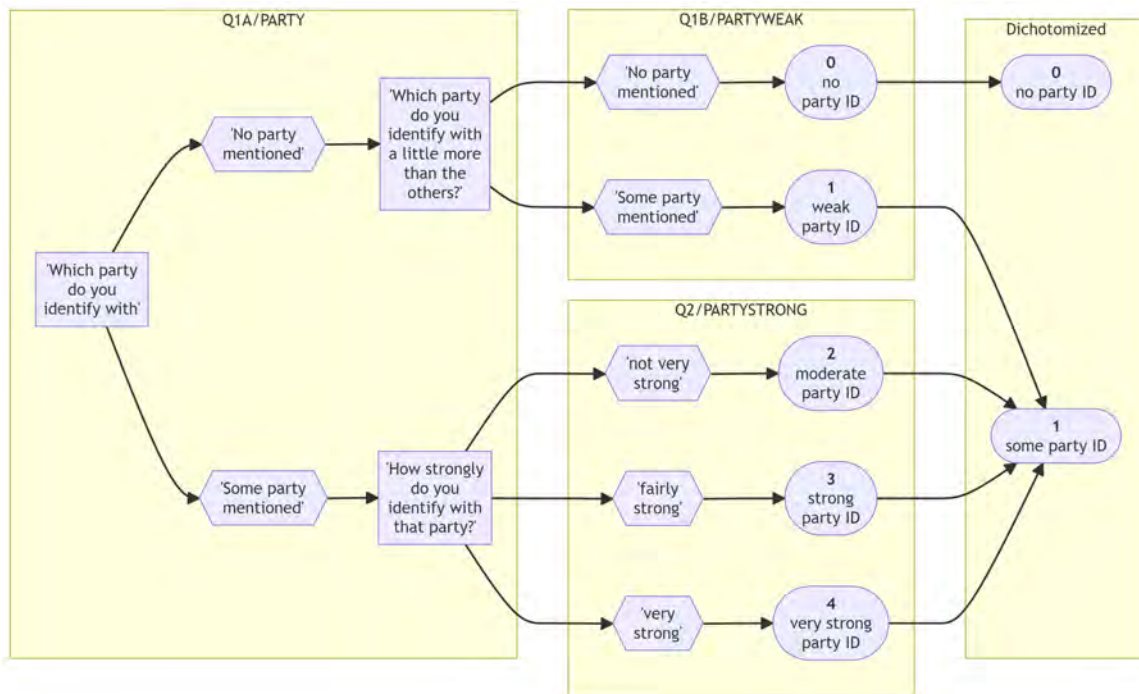 Q1A/PARTY
'Which party
do you
identify with'
'No party
mentioned'
'Some party
mentioned'
'Which party
do you
identify with
a little more
than the
others?'
'How strongly
do you
identify with
that party?'
Q1B/PARTYWEAK
'No party
mentioned'
0
no
party ID
'Some party
mentioned'
1
weak
party ID
Q2/PARTYSTRONG
'not very
strong'
2
moderate
party ID
'fairly
strong'
3
strong
party ID
'very
strong'
4
very strong
party ID
Dichotomized
0
no party ID
1
some party ID